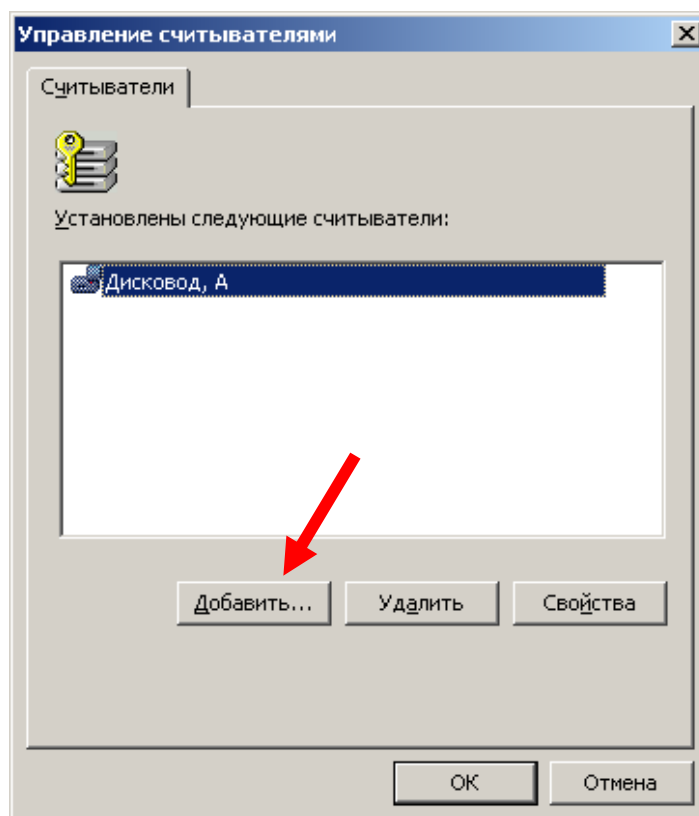 Управление считывателями
Считыватели
Установлены следующие считыватели:
Дисковод, А
Добавить... Удалить Свойства
ОК Отмена